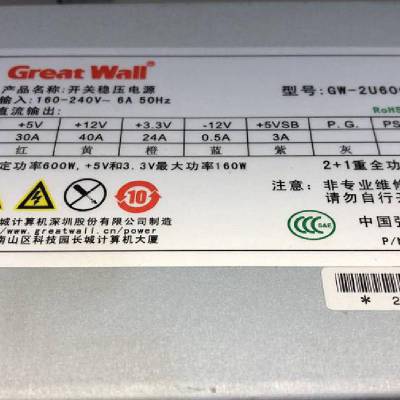 Great Wall
产品名称: 开关稳压电源
型号: GW-2U60
输入: 160-240V~ 6A 50Hz
直流输出:
RoHS
+5V +12V +3.3V -12V +5VSB P.G. PS
30A 40A 24A 0.5A 3A
红 黄 橙 蓝 紫 灰
定功率600W, +5V和3.3V最大功率160W
2+1重全功
10
注意:
非专业维修
请勿自行开
城计算机深圳股份有限公司制造
/www.greatwall.cn/power
南山区科技园长城计算机大厦
CCC S&E
中国强
P/N
* 2